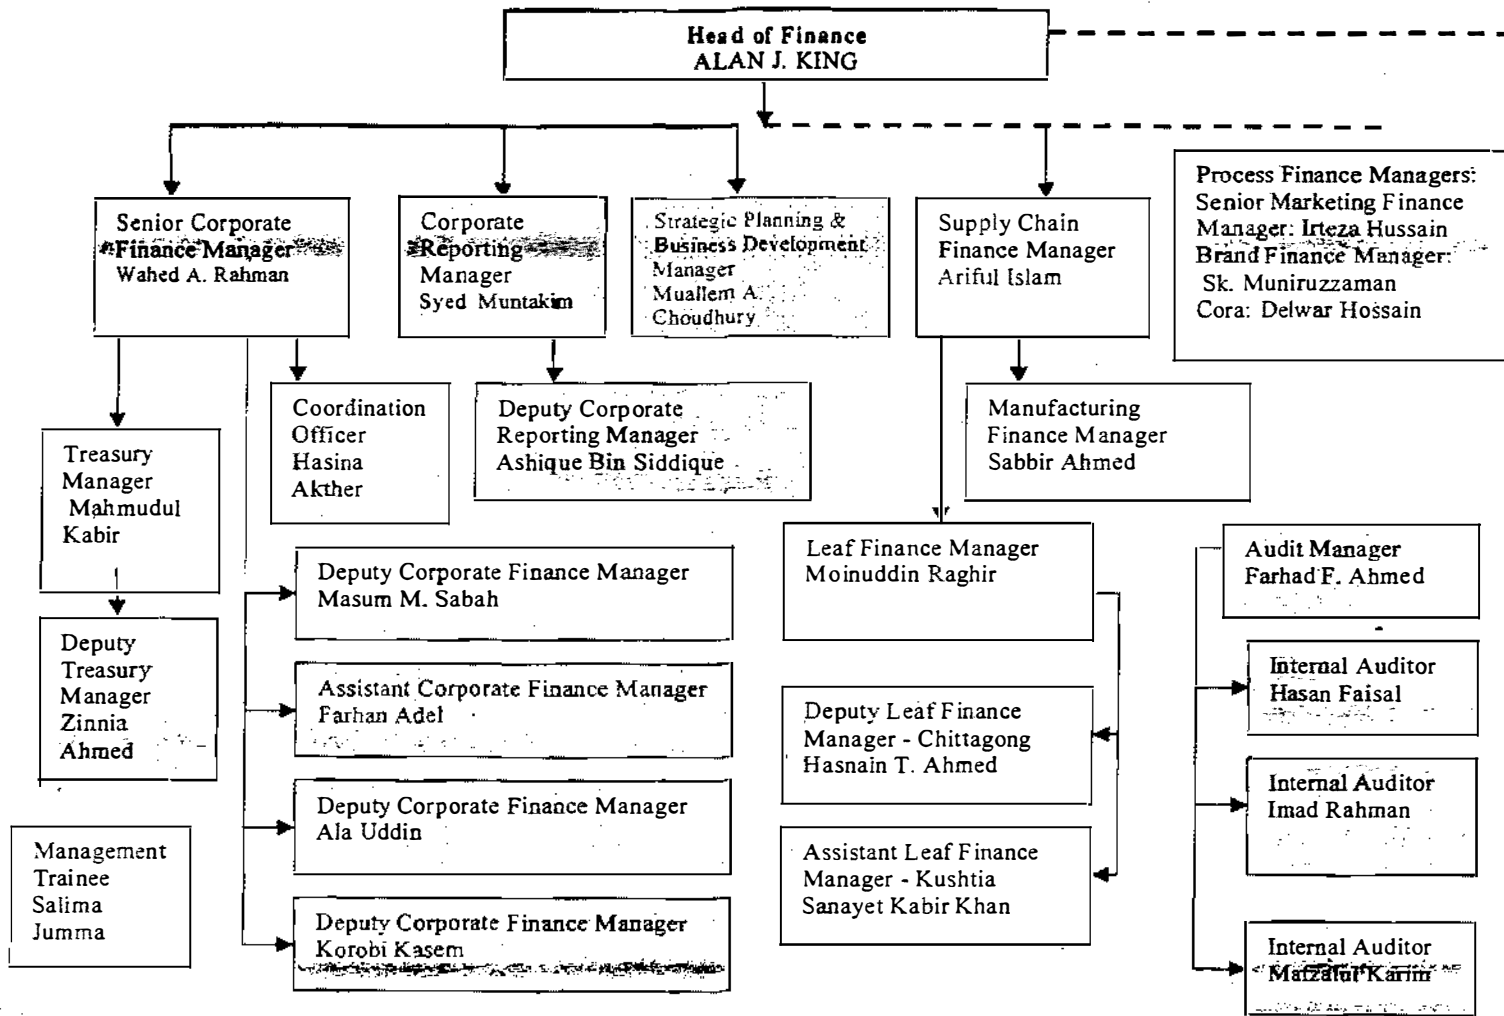 Head of Finance
ALAN J. KING
Senior Corporate
Finance Manager
Wahed A. Rahman
Corporate
Reporting
Manager
Syed Muntakim
Strategic Planning &
Business Development
Manager
Muallem A.
Choudhury
Supply Chain
Finance Manager
Ariful Islam
Process Finance Managers:
Senior Marketing Finance
Manager: Irteza Hussain
Brand Finance Manager:
Sk. Muniruzzaman
Cora: Delwar Hossain
Treasury
Manager
Mahmudul
Kabir
Coordination
Officer
Hasina
Akther
Deputy Corporate
Reporting Manager
Ashique Bin Siddique
Manufacturing
Finance Manager
Sabbir Ahmed
Deputy
Treasury
Manager
Zinnia
Ahmed
Deputy Corporate Finance Manager
Masum M. Sabah
Assistant Corporate Finance Manager
Farhan Adel
Deputy Corporate Finance Manager
Ala Uddin
Deputy Corporate Finance Manager
Korobi Kasem
Management
Trainee
Salima
Jumma
Leaf Finance Manager
Moinuddin Raghir
Deputy Leaf Finance
Manager - Chittagong
Hasnain T. Ahmed
Assistant Leaf Finance
Manager - Kushtia
Sanayet Kabir Khan
Audit Manager
Farhad F. Ahmed
Internal Auditor
Hasan Faisal
Internal Auditor
Imad Rahman
Internal Auditor
Karim